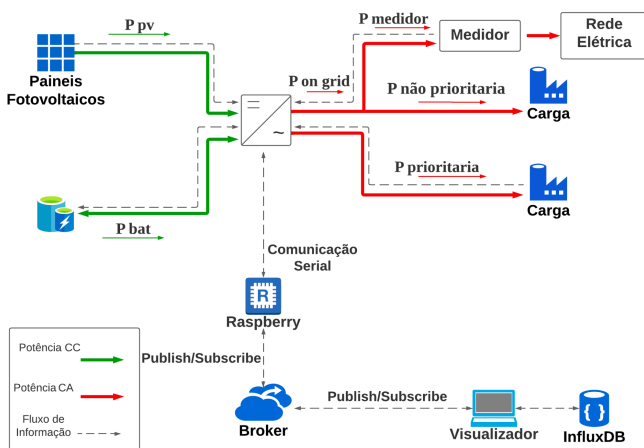 P pv
P medidor
Medidor
Rede
Elétrica
Paineis
Fotovoltaicos
P on grid
P não prioritaria
Carga
=
~
P prioritaria
Carga
P bat
Comunicação
Serial
R
Raspberry
Potência CC
Potência CA
Fluxo de
Informação
Publish/Subscribe
Broker
Publish/Subscribe
Visualizador
{ }
InfluxDB